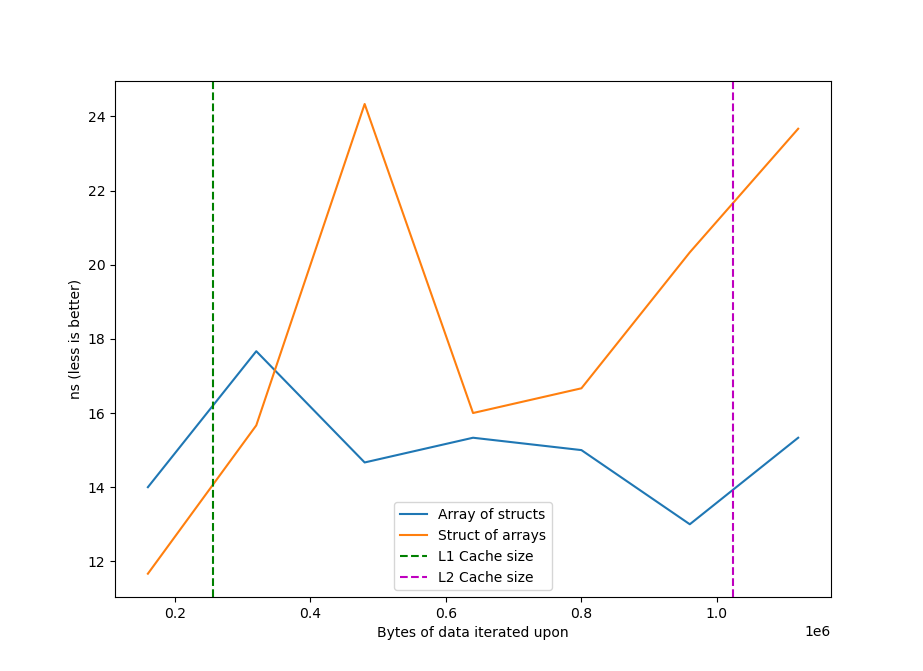 24
22
20
18
16
14
12
ns (less is better)
Array of structs
Struct of arrays
L1 Cache size
L2 Cache size
0.2 0.4 0.6 0.8 1.0
1e6
Bytes of data iterated upon